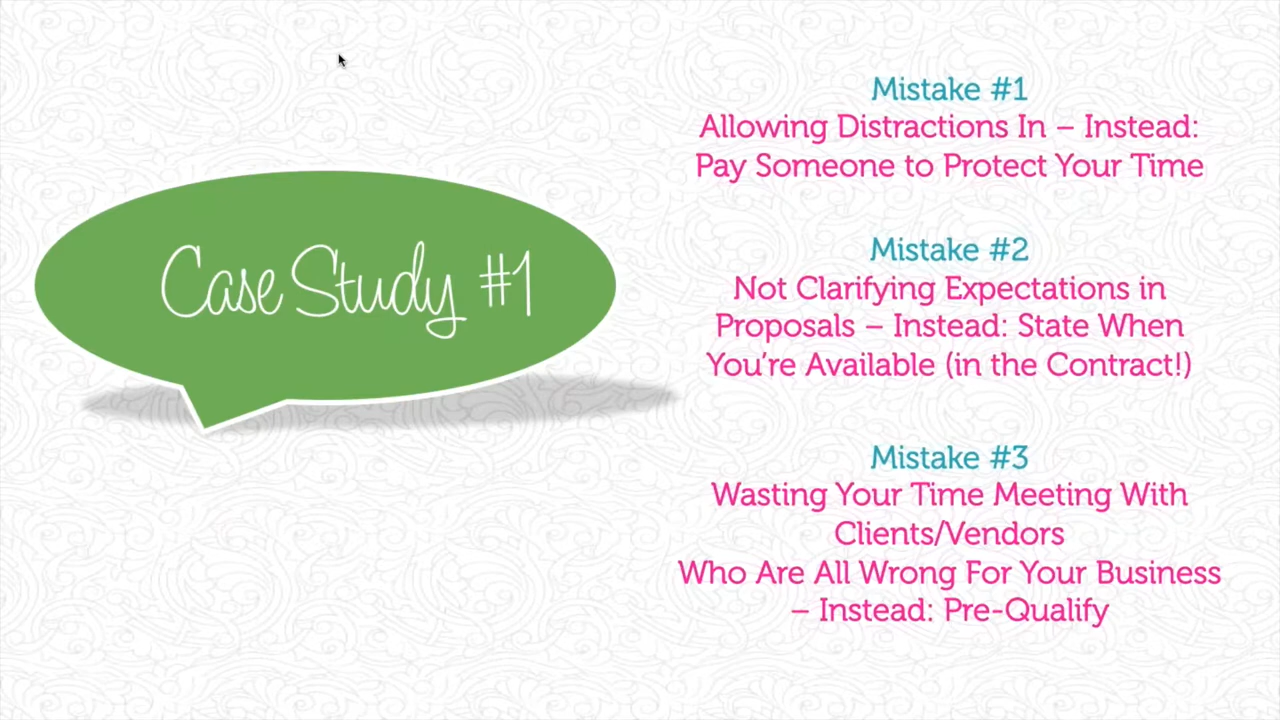 Case Study #1
Mistake #1
Allowing Distractions In – Instead:
Pay Someone to Protect Your Time
Mistake #2
Not Clarifying Expectations in
Proposals – Instead: State When
You’re Available (in the Contract!)
Mistake #3
Wasting Your Time Meeting With
Clients/Vendors
Who Are All Wrong For Your Business
– Instead: Pre-Qualify